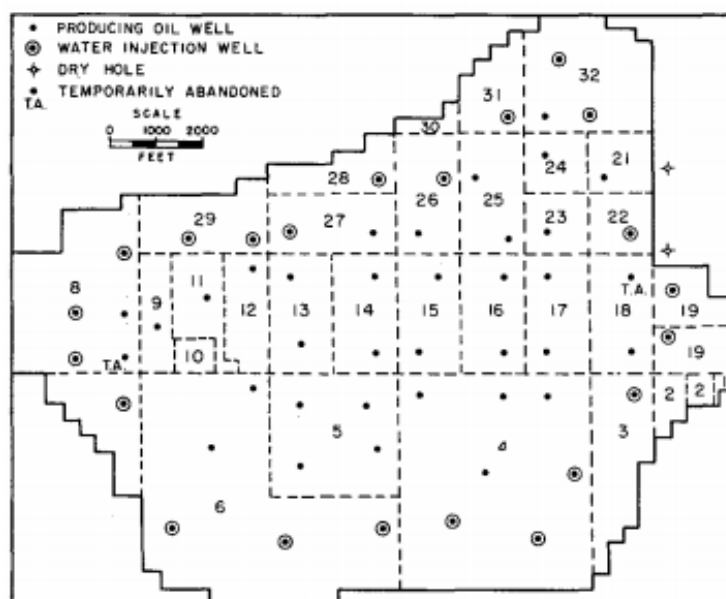 PRODUCING OIL WELL
WATER INJECTION WELL
DRY HOLE
TEMPORARILY ABANDONED
T.A.
SCALE
0 1000 2000
FEET
32
31
30
24 21
28
26 25
27 23 22
29
8 11 T.A.
9 12 13 14 15 16 17 18 19
10 19
T.A.
2 2
5 3
4
6